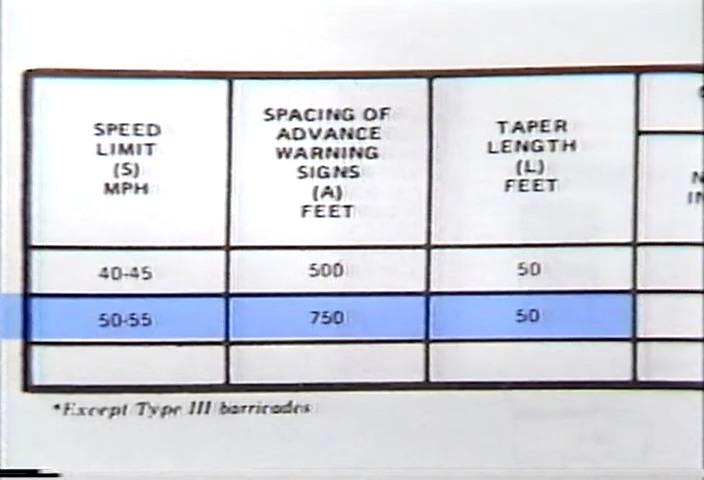 SPEED
LIMIT
(S)
MPH
SPACING OF
ADVANCE
WARNING
SIGNS
(A)
FEET
TAPER
LENGTH
(L)
FEET
40-45 500 50
50-55 750 50
*Except Type III barricades